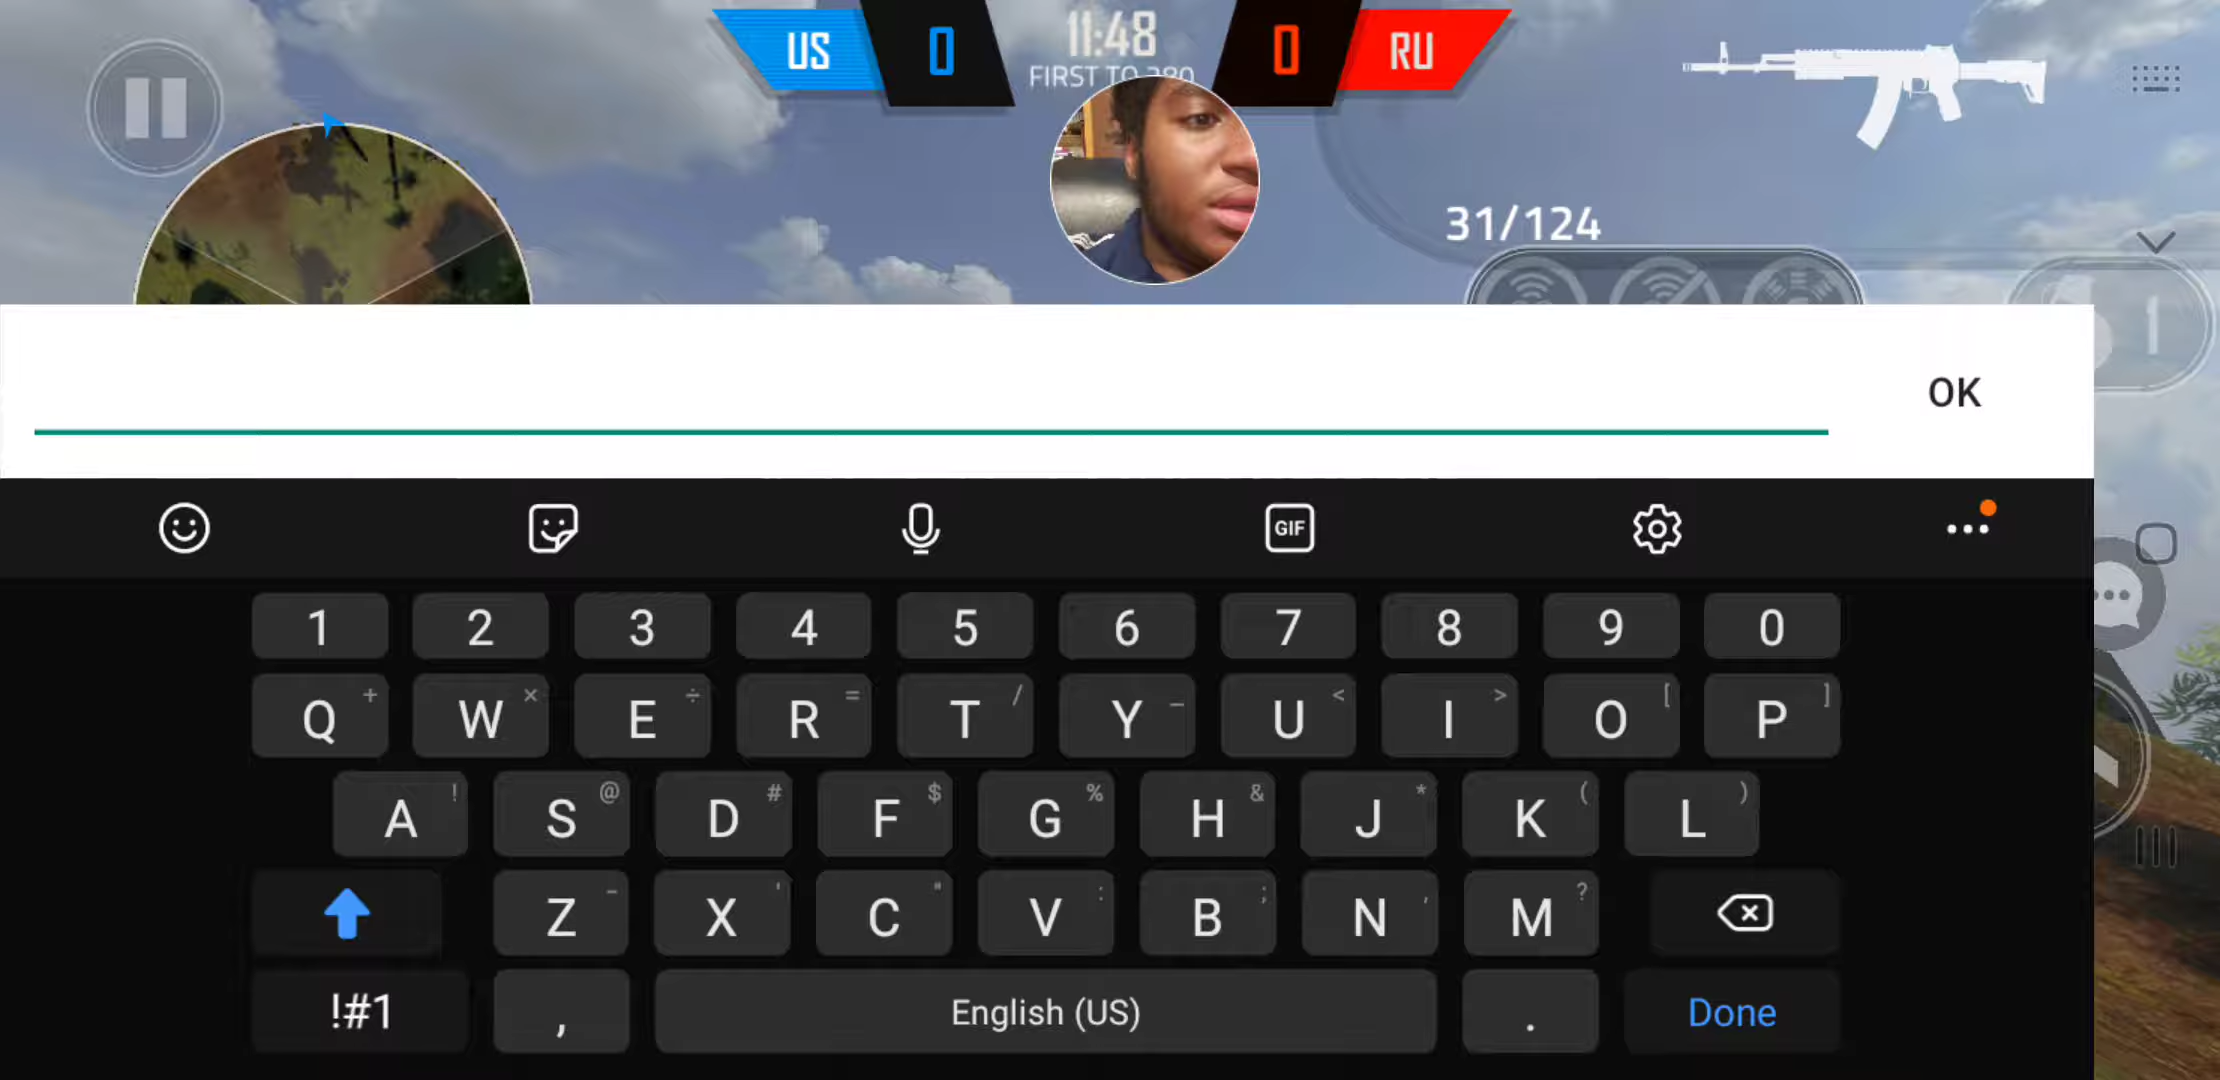 US 0 11:48 0 RU
FIRST TO 280
31/124
1
OK
GIF
1 2 3 4 5 6 7 8 9 0
Q + W × E ÷ R = T / Y _ U < I > O [ P ]
A ! S @ D # F $ G % H & J * K ( L )
Z - X ' C " V : B ; N , M ?
!#1 , English (US) . Done